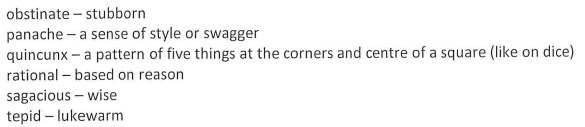 obstinate – stubborn
panache – a sense of style or swagger
quincunx – a pattern of five things at the corners and centre of a square (like on dice)
rational – based on reason
sagacious – wise
tepid – lukewarm